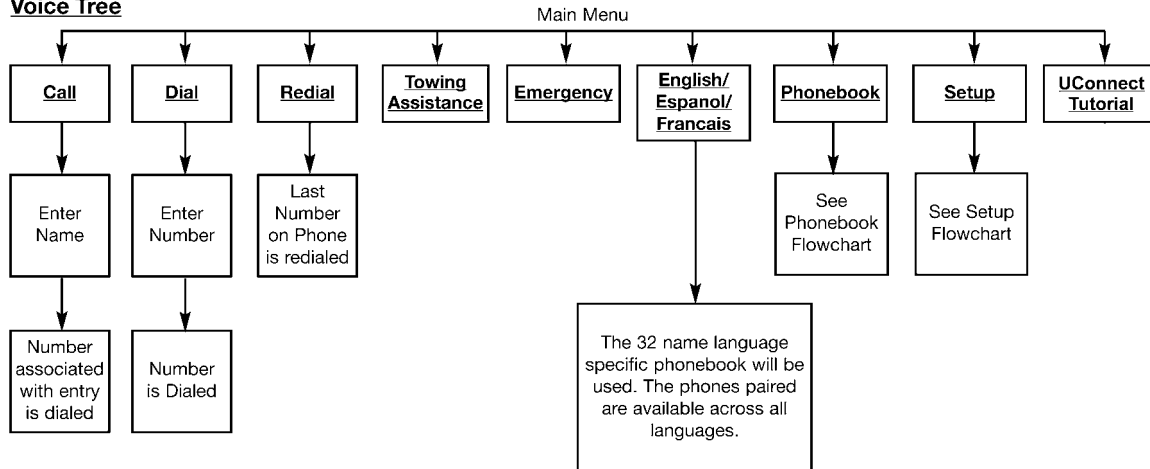 Voice Tree
Main Menu
Call
Dial
Redial
Towing
Assistance
Emergency
English/
Espanol/
Francais
Phonebook
Setup
UConnect
Tutorial
Enter
Name
Enter
Number
Last
Number
on Phone
is redialed
See
Phonebook
Flowchart
See Setup
Flowchart
Number
associated
with entry
is dialed
Number
is Dialed
The 32 name language
specific phonebook will be
used. The phones paired
are available across all
languages.